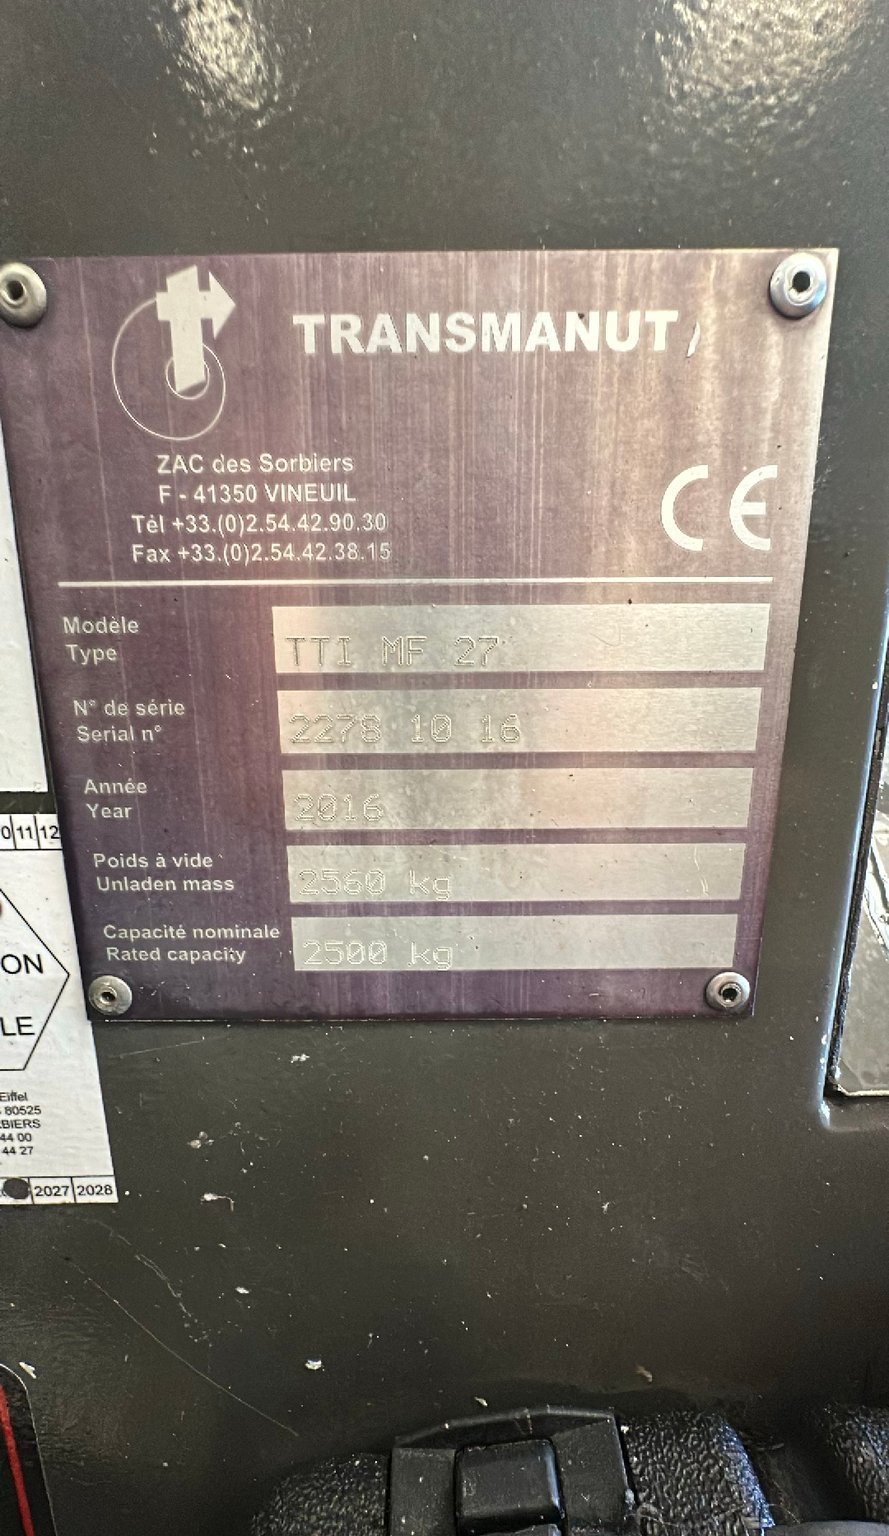 TRANSMANUT
ZAC des Sorbiers
F - 41350 VINEUIL
Tèl +33.(0)2.54.42.90.30
Fax +33.(0)2.54.42.38.15
CE
Modèle
Type
TTI MF 27
N° de série
Serial n°
2278 10 16
Année
Year
2016
Poids à vide
Unladen mass
2560 kg
Capacité nominale
Rated capacity
2500 kg
0 11 12
ON
LE
Eiffel
80525
BIERS
44 00
44 27
2027 2028